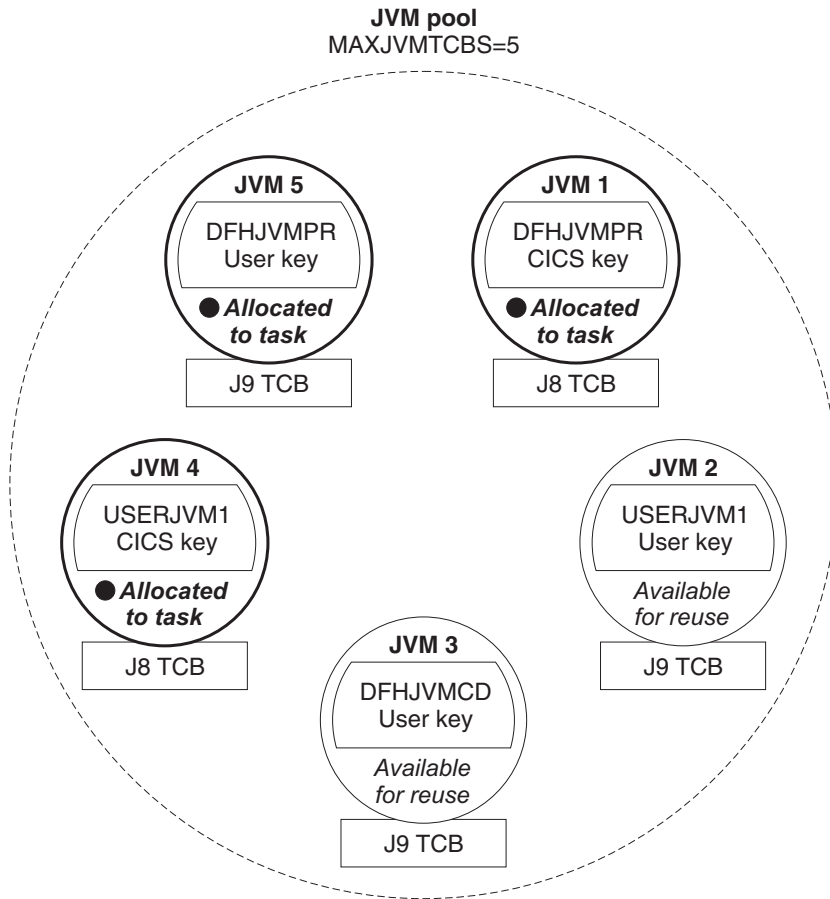 JVM pool
MAXJVMTCBS=5
JVM 5
DFHJVMPR
User key
Allocated
to task
J9 TCB
JVM 1
DFHJVMPR
CICS key
Allocated
to task
J8 TCB
JVM 4
USERJVM1
CICS key
Allocated
to task
J8 TCB
JVM 2
USERJVM1
User key
Available
for reuse
J9 TCB
JVM 3
DFHJVMCD
User key
Available
for reuse
J9 TCB